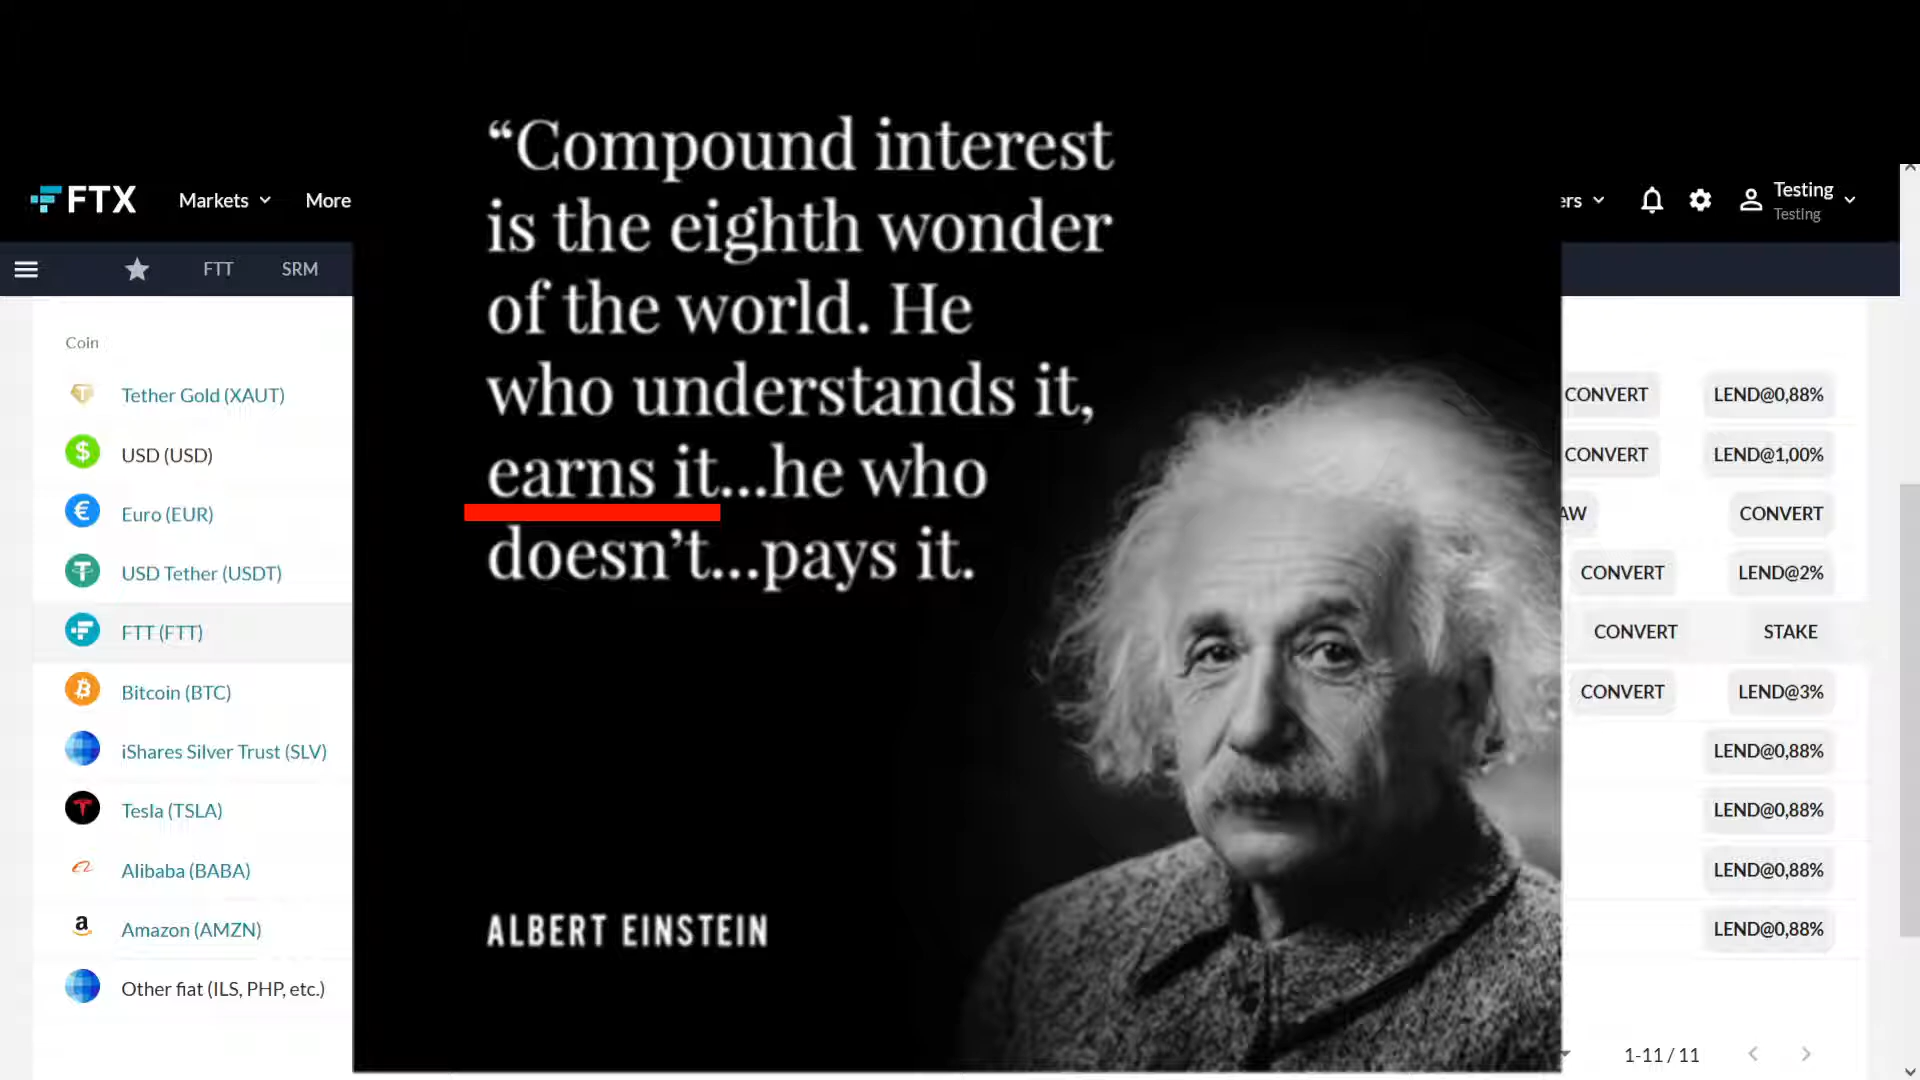 “Compound interest
is the eighth wonder
of the world. He
who understands it,
earns it...he who
doesn’t...pays it.
ALBERT EINSTEIN
FTX
Markets
More
Testing
Testing
FTT
SRM
Coin
Tether Gold (XAUT)
CONVERT
LEND@0,88%
USD (USD)
CONVERT
LEND@1,00%
Euro (EUR)
CONVERT
USD Tether (USDT)
CONVERT
LEND@2%
FTT (FTT)
CONVERT
STAKE
Bitcoin (BTC)
CONVERT
LEND@3%
iShares Silver Trust (SLV)
LEND@0,88%
Tesla (TSLA)
LEND@0,88%
Alibaba (BABA)
LEND@0,88%
Amazon (AMZN)
LEND@0,88%
Other fiat (ILS, PHP, etc.)
1-11 / 11